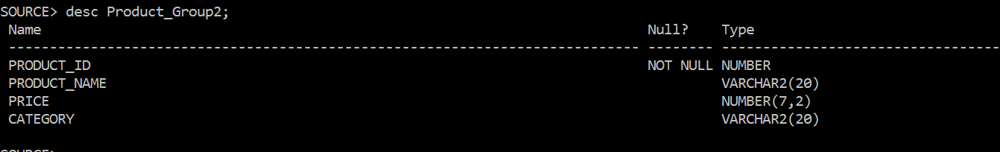 SOURCE> desc Product_Group2;
Name Null? Type
----------------------------------------------------------------------------- -------- ----------------------------------
PRODUCT_ID NOT NULL NUMBER
PRODUCT_NAME VARCHAR2(20)
PRICE NUMBER(7,2)
CATEGORY VARCHAR2(20)
SOURCE>